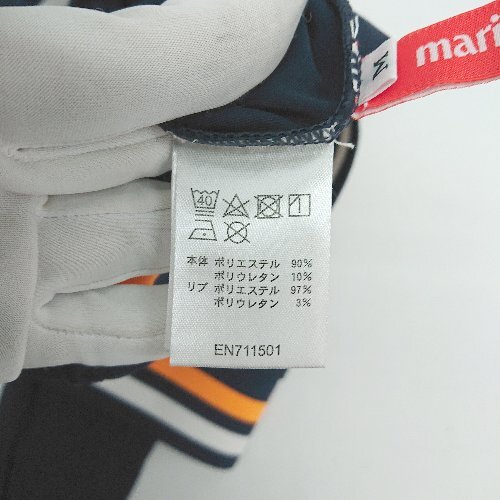 mari
M
40
本体 ポリエステル 90%
ポリウレタン 10%
リブ ポリエステル 97%
ポリウレタン 3%
EN711501